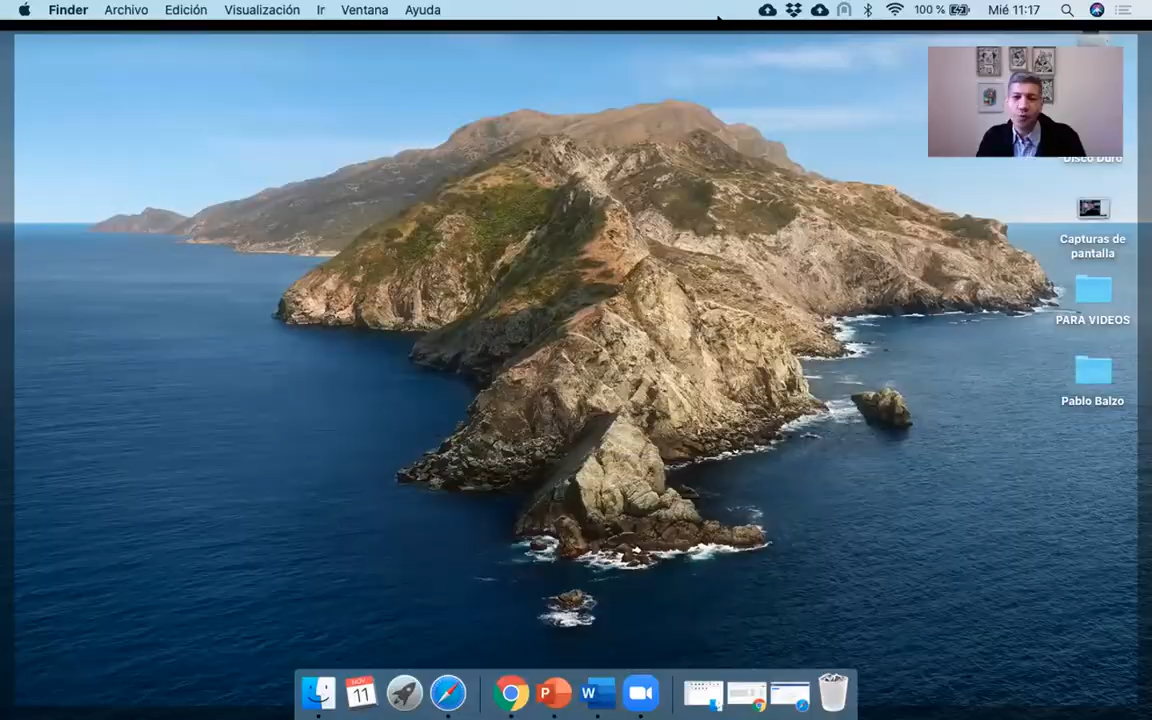 Finder Archivo Edición Visualización Ir Ventana Ayuda 100 % Mié 11:17
Disco Duro
Capturas de
pantalla
PARA VIDEOS
Pablo Balzo
NOV
11
P
W